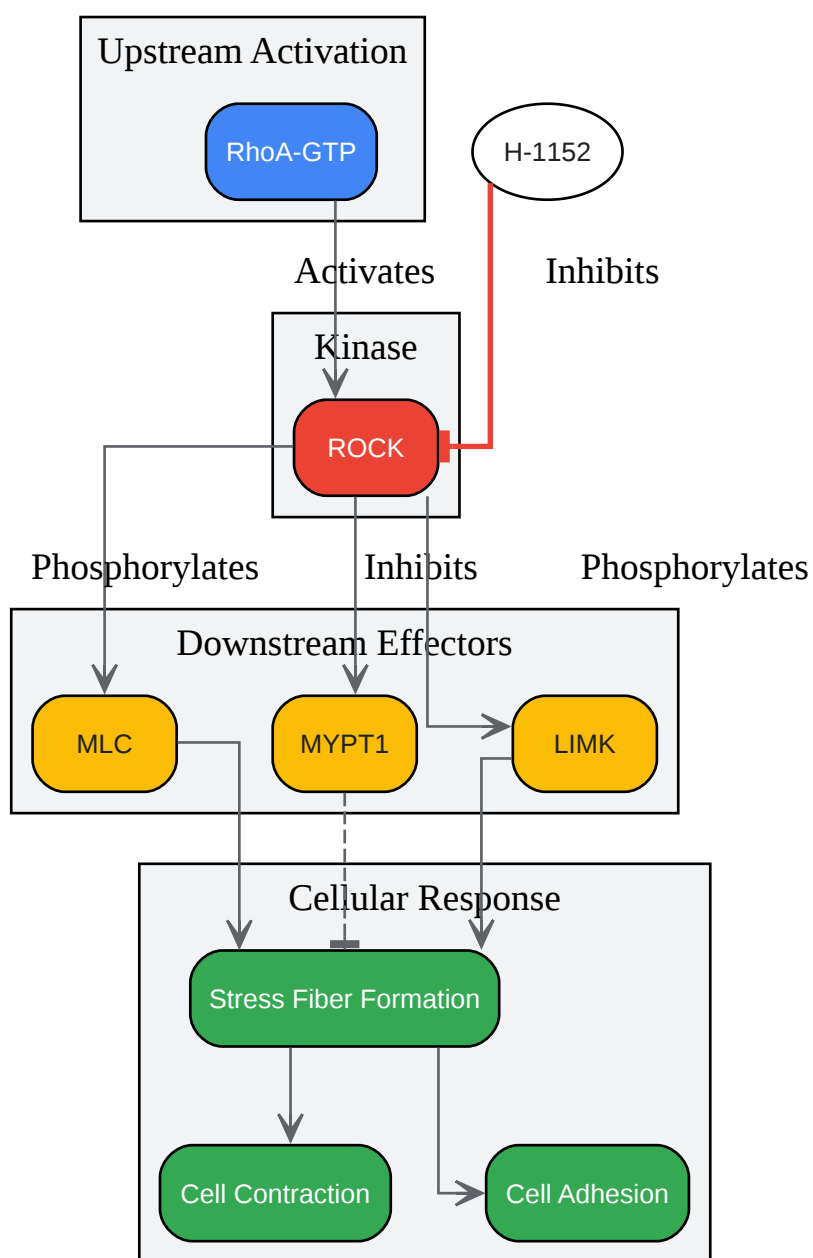 Upstream Activation
RhoA-GTP
H-1152
Activates
Inhibits
Kinase
ROCK
Phosphorylates
Inhibits
Phosphorylates
Downstream Effectors
MLC
MYPT1
LIMK
Cellular Response
Stress Fiber Formation
Cell Contraction
Cell Adhesion